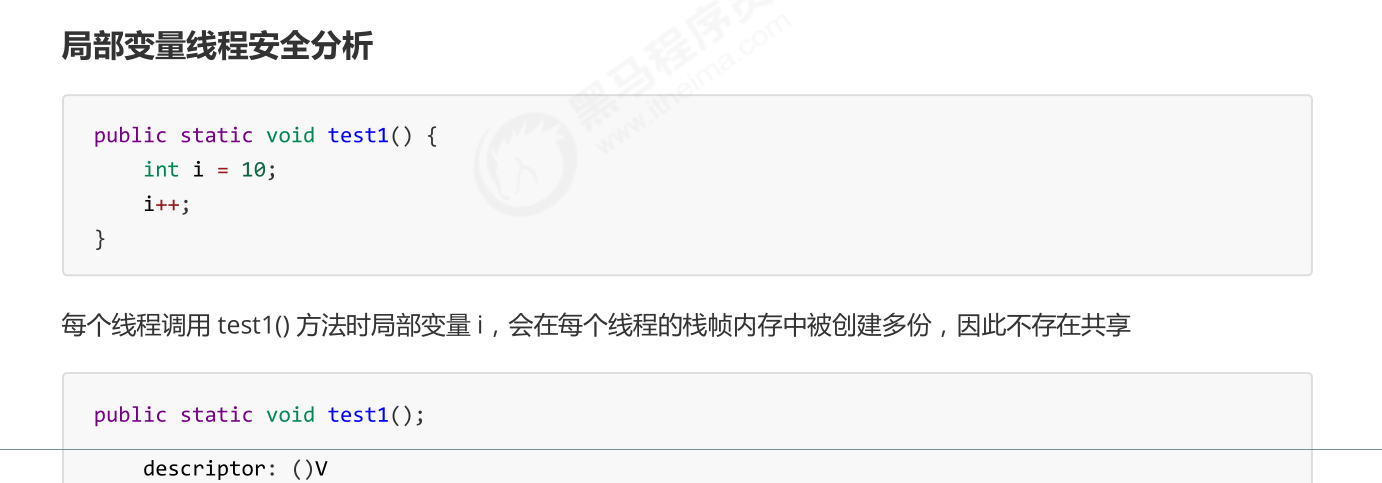 局部变量线程安全分析
黑马程序员
www.itheima.com
public static void test1() {
    int i = 10;
    i++;
}
每个线程调用 test1() 方法时局部变量 i，会在每个线程的栈帧内存中被创建多份，因此不存在共享
public static void test1();
    descriptor: ()V